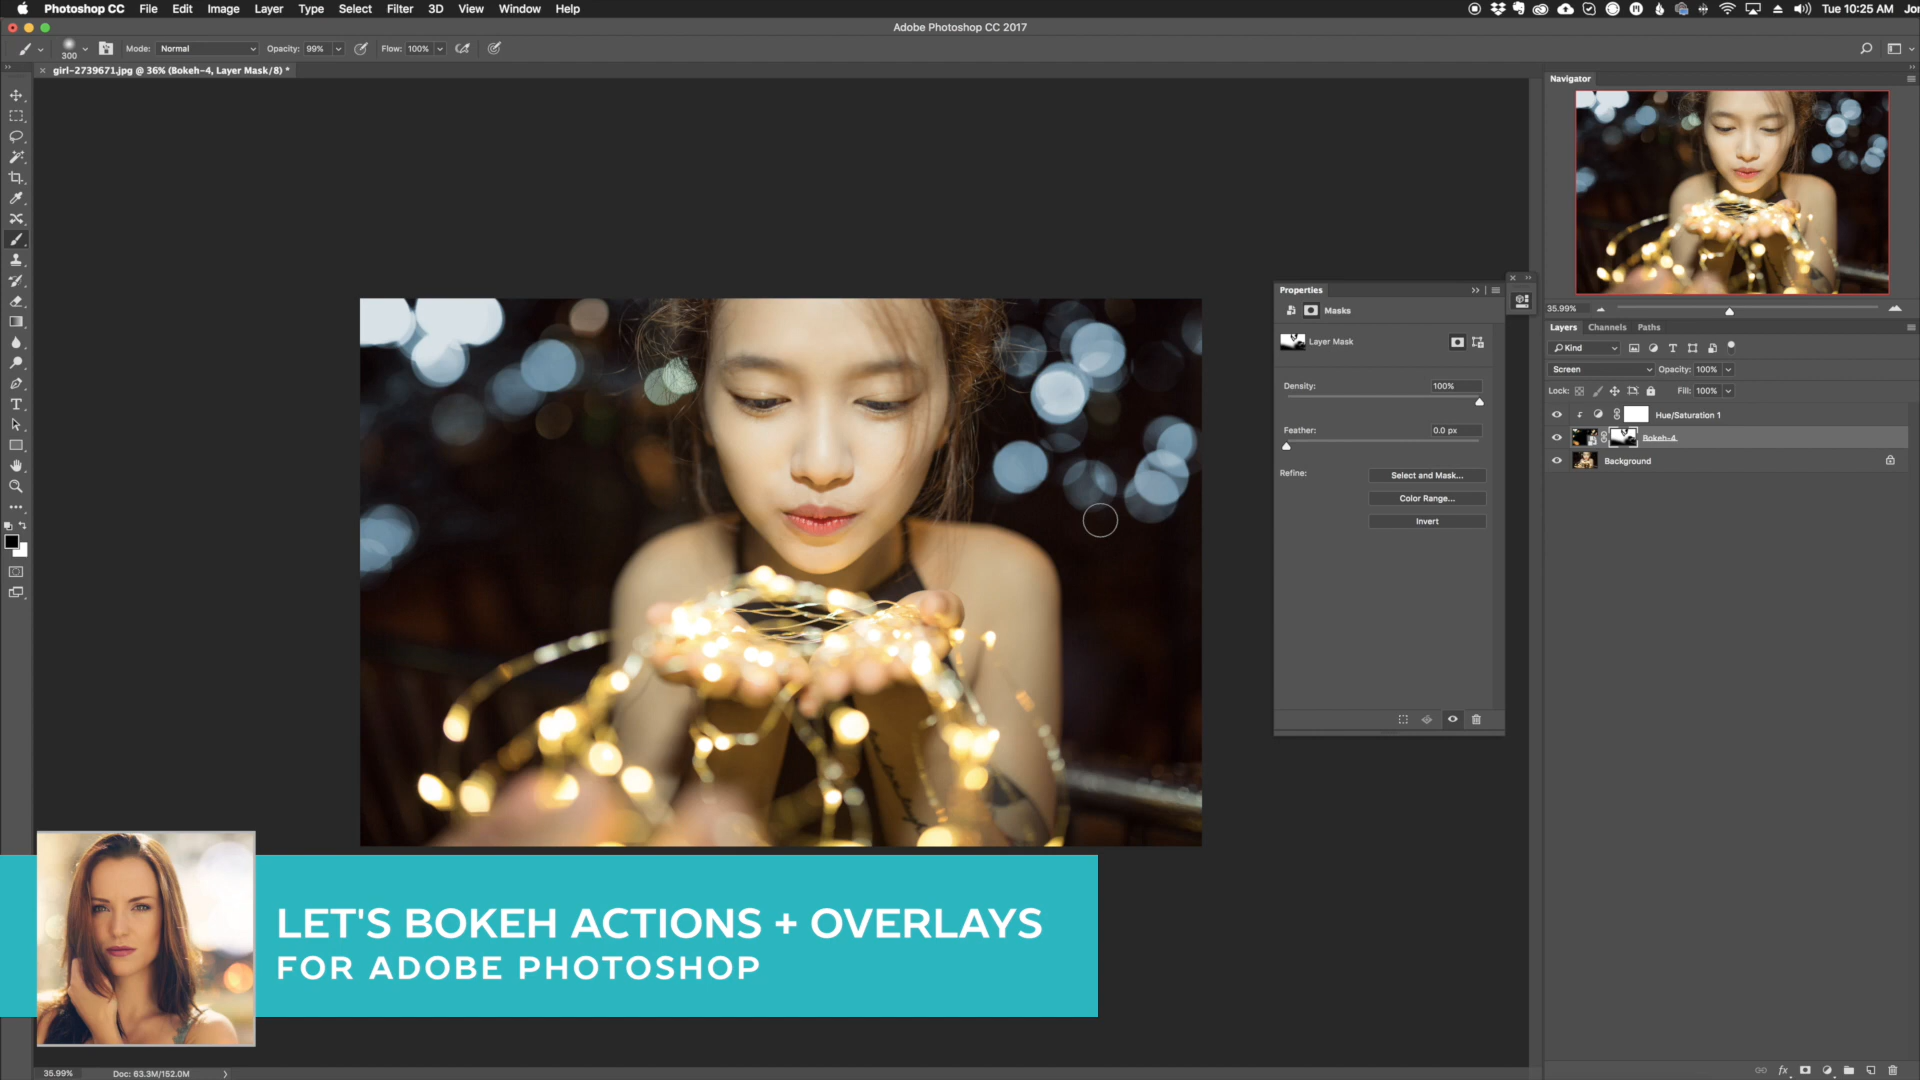 Photoshop CC File Edit Image Layer Type Select Filter 3D View Window Help Tue 10:25 AM Jor
Adobe Photoshop CC 2017
300 Mode: Normal Opacity: 99% Flow: 100%
girl-2739671.jpg @ 36% (Bokeh-4, Layer Mask/8) *
Navigator
35.99%
Properties
Masks
Layer Mask
Density: 100%
Feather: 0.0 px
Refine: Select and Mask...
Color Range...
Invert
Layers Channels Paths
Kind
Screen Opacity: 100%
Lock: Fill: 100%
Hue/Saturation 1
Bokeh-4
Background
LET'S BOKEH ACTIONS + OVERLAYS
FOR ADOBE PHOTOSHOP
35.99% Doc: 63.3M/152.0M